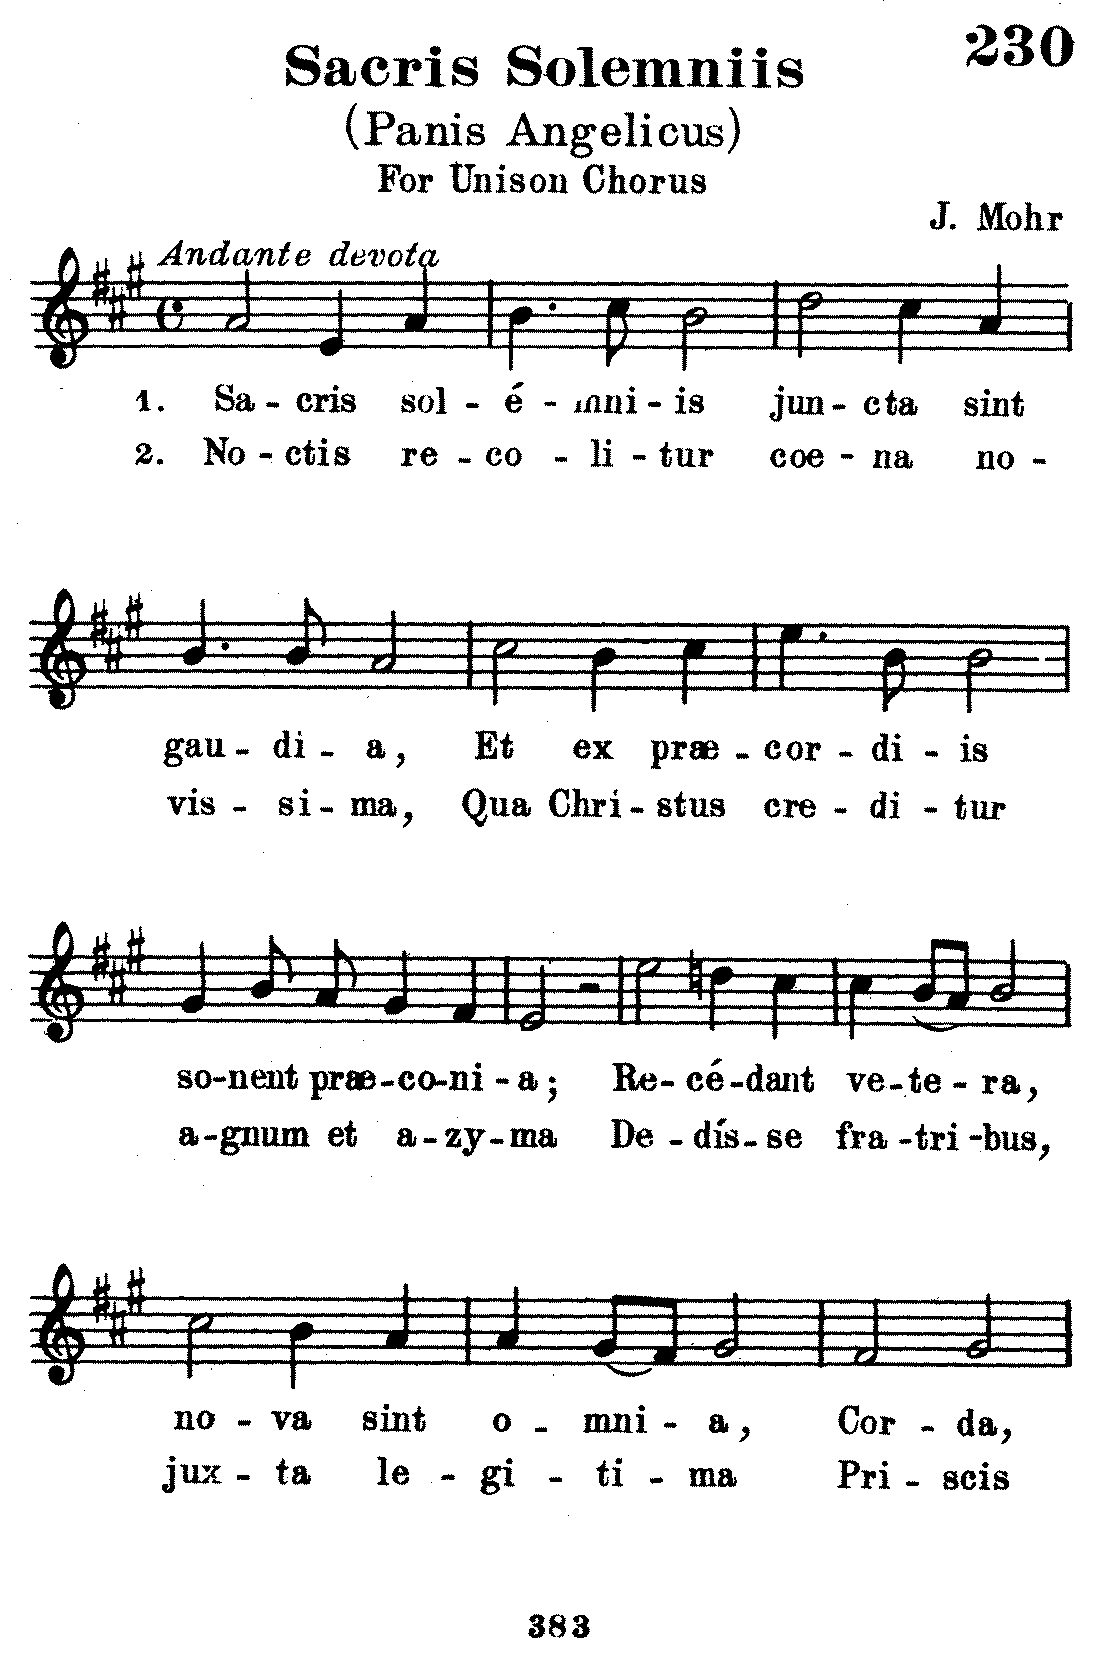 230
Sacris Solemniis
(Panis Angelicus)
For Unison Chorus
J. Mohr
Andante devota
1. Sa - cris sol - é - mni - is jun - cta sint
2. No - ctis re - co - li - tur coe - na no -
gau - di - a, Et ex præ - cor - di - is
vis - si - ma, Qua Chri - stus cre - di - tur
so-nent præ-co-ni - a; Re - cé-dant ve-te - ra,
a-gnum et a - zy-ma De - dís- se fra -tri -bus,
no - va sint o - mni - a, Cor - da,
jux - ta le - gi - ti - ma Pri - scis
383